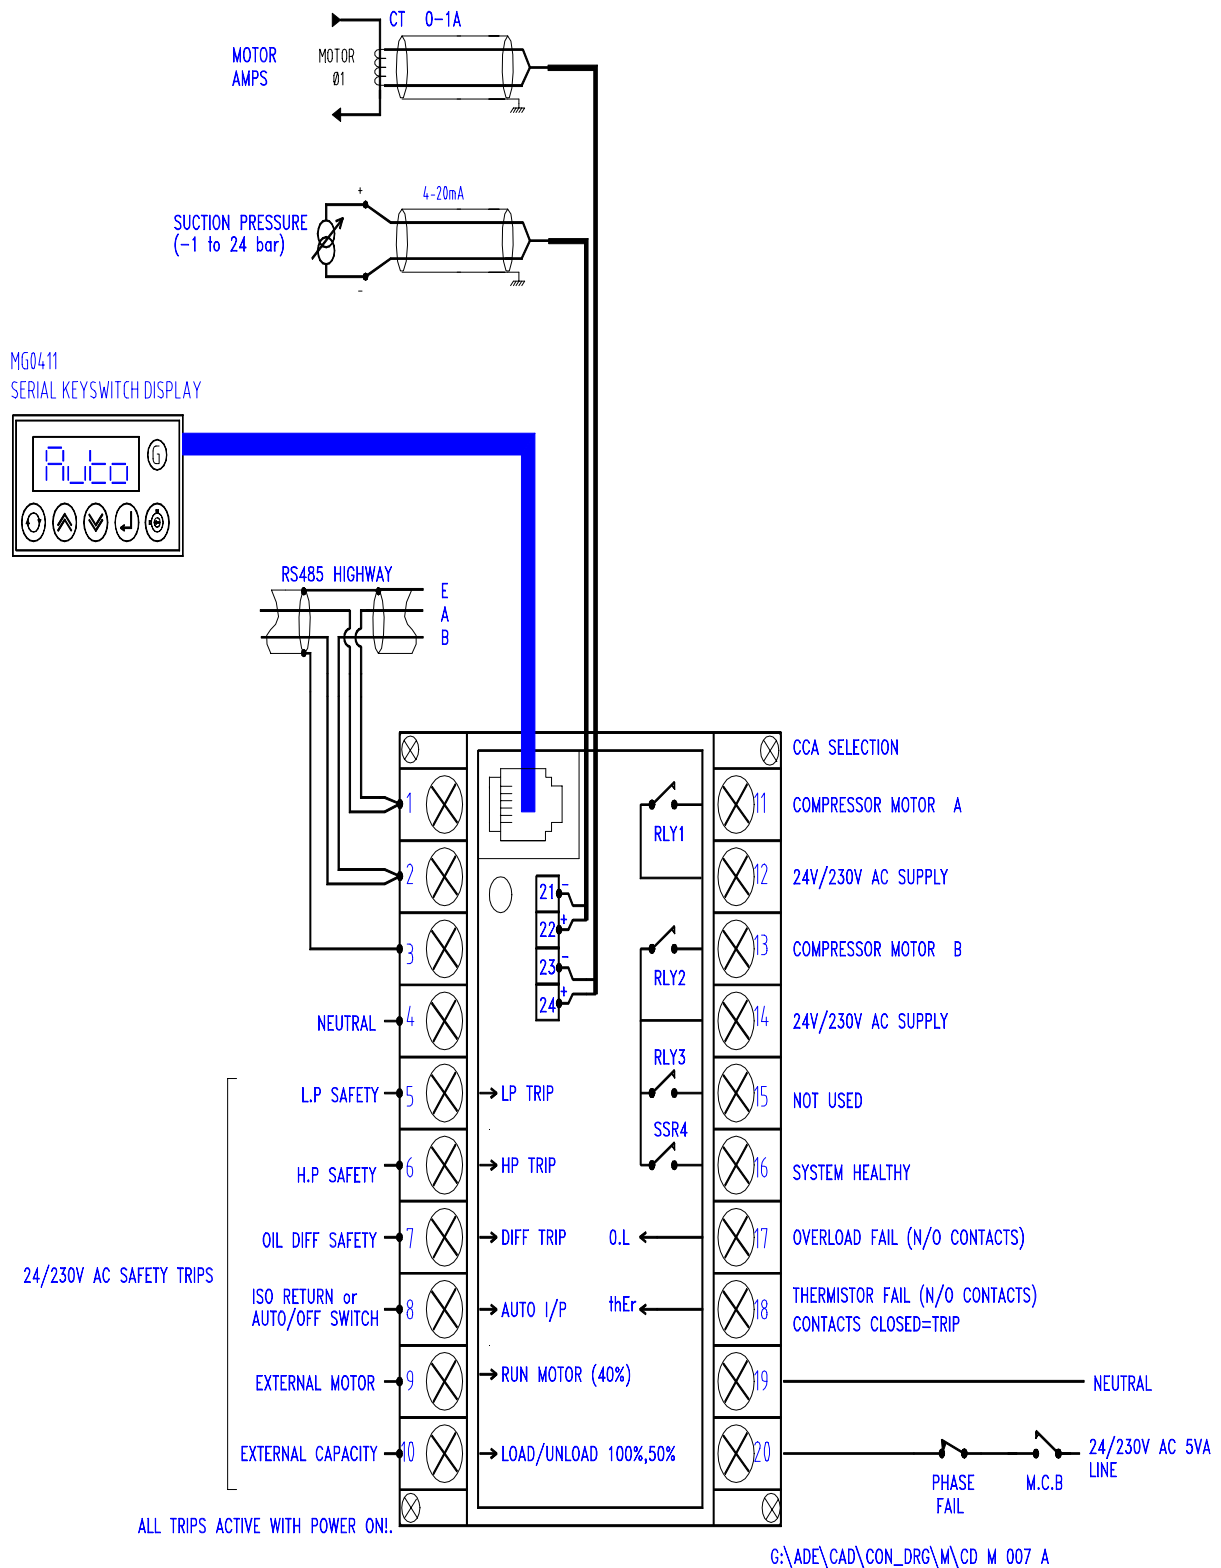 CT 0-1A
MOTOR
AMPS
MOTOR
Ø1
4-20mA
+
SUCTION PRESSURE
(-1 to 24 bar)
-
MG0411
SERIAL KEYSWITCH DISPLAY
Auto
G
RS485 HIGHWAY
E
A
B
CCA SELECTION
1
11
COMPRESSOR MOTOR A
RLY1
2
12
24V/230V AC SUPPLY
21 -
22 +
23 -
24 +
3
13
COMPRESSOR MOTOR B
RLY2
NEUTRAL
4
14
24V/230V AC SUPPLY
RLY3
L.P SAFETY
5
LP TRIP
15
NOT USED
SSR4
H.P SAFETY
6
HP TRIP
16
SYSTEM HEALTHY
OIL DIFF SAFETY
7
DIFF TRIP
O.L
17
OVERLOAD FAIL (N/O CONTACTS)
24/230V AC SAFETY TRIPS
ISO RETURN or
AUTO/OFF SWITCH
8
AUTO I/P
thEr
18
THERMISTOR FAIL (N/O CONTACTS)
CONTACTS CLOSED=TRIP
EXTERNAL MOTOR
9
RUN MOTOR (40%)
19
NEUTRAL
EXTERNAL CAPACITY
10
LOAD/UNLOAD 100%,50%
20
PHASE
FAIL
M.C.B
24/230V AC 5VA
LINE
ALL TRIPS ACTIVE WITH POWER ON!.
G:\ADE\CAD\CON_DRG\M\CD M 007 A